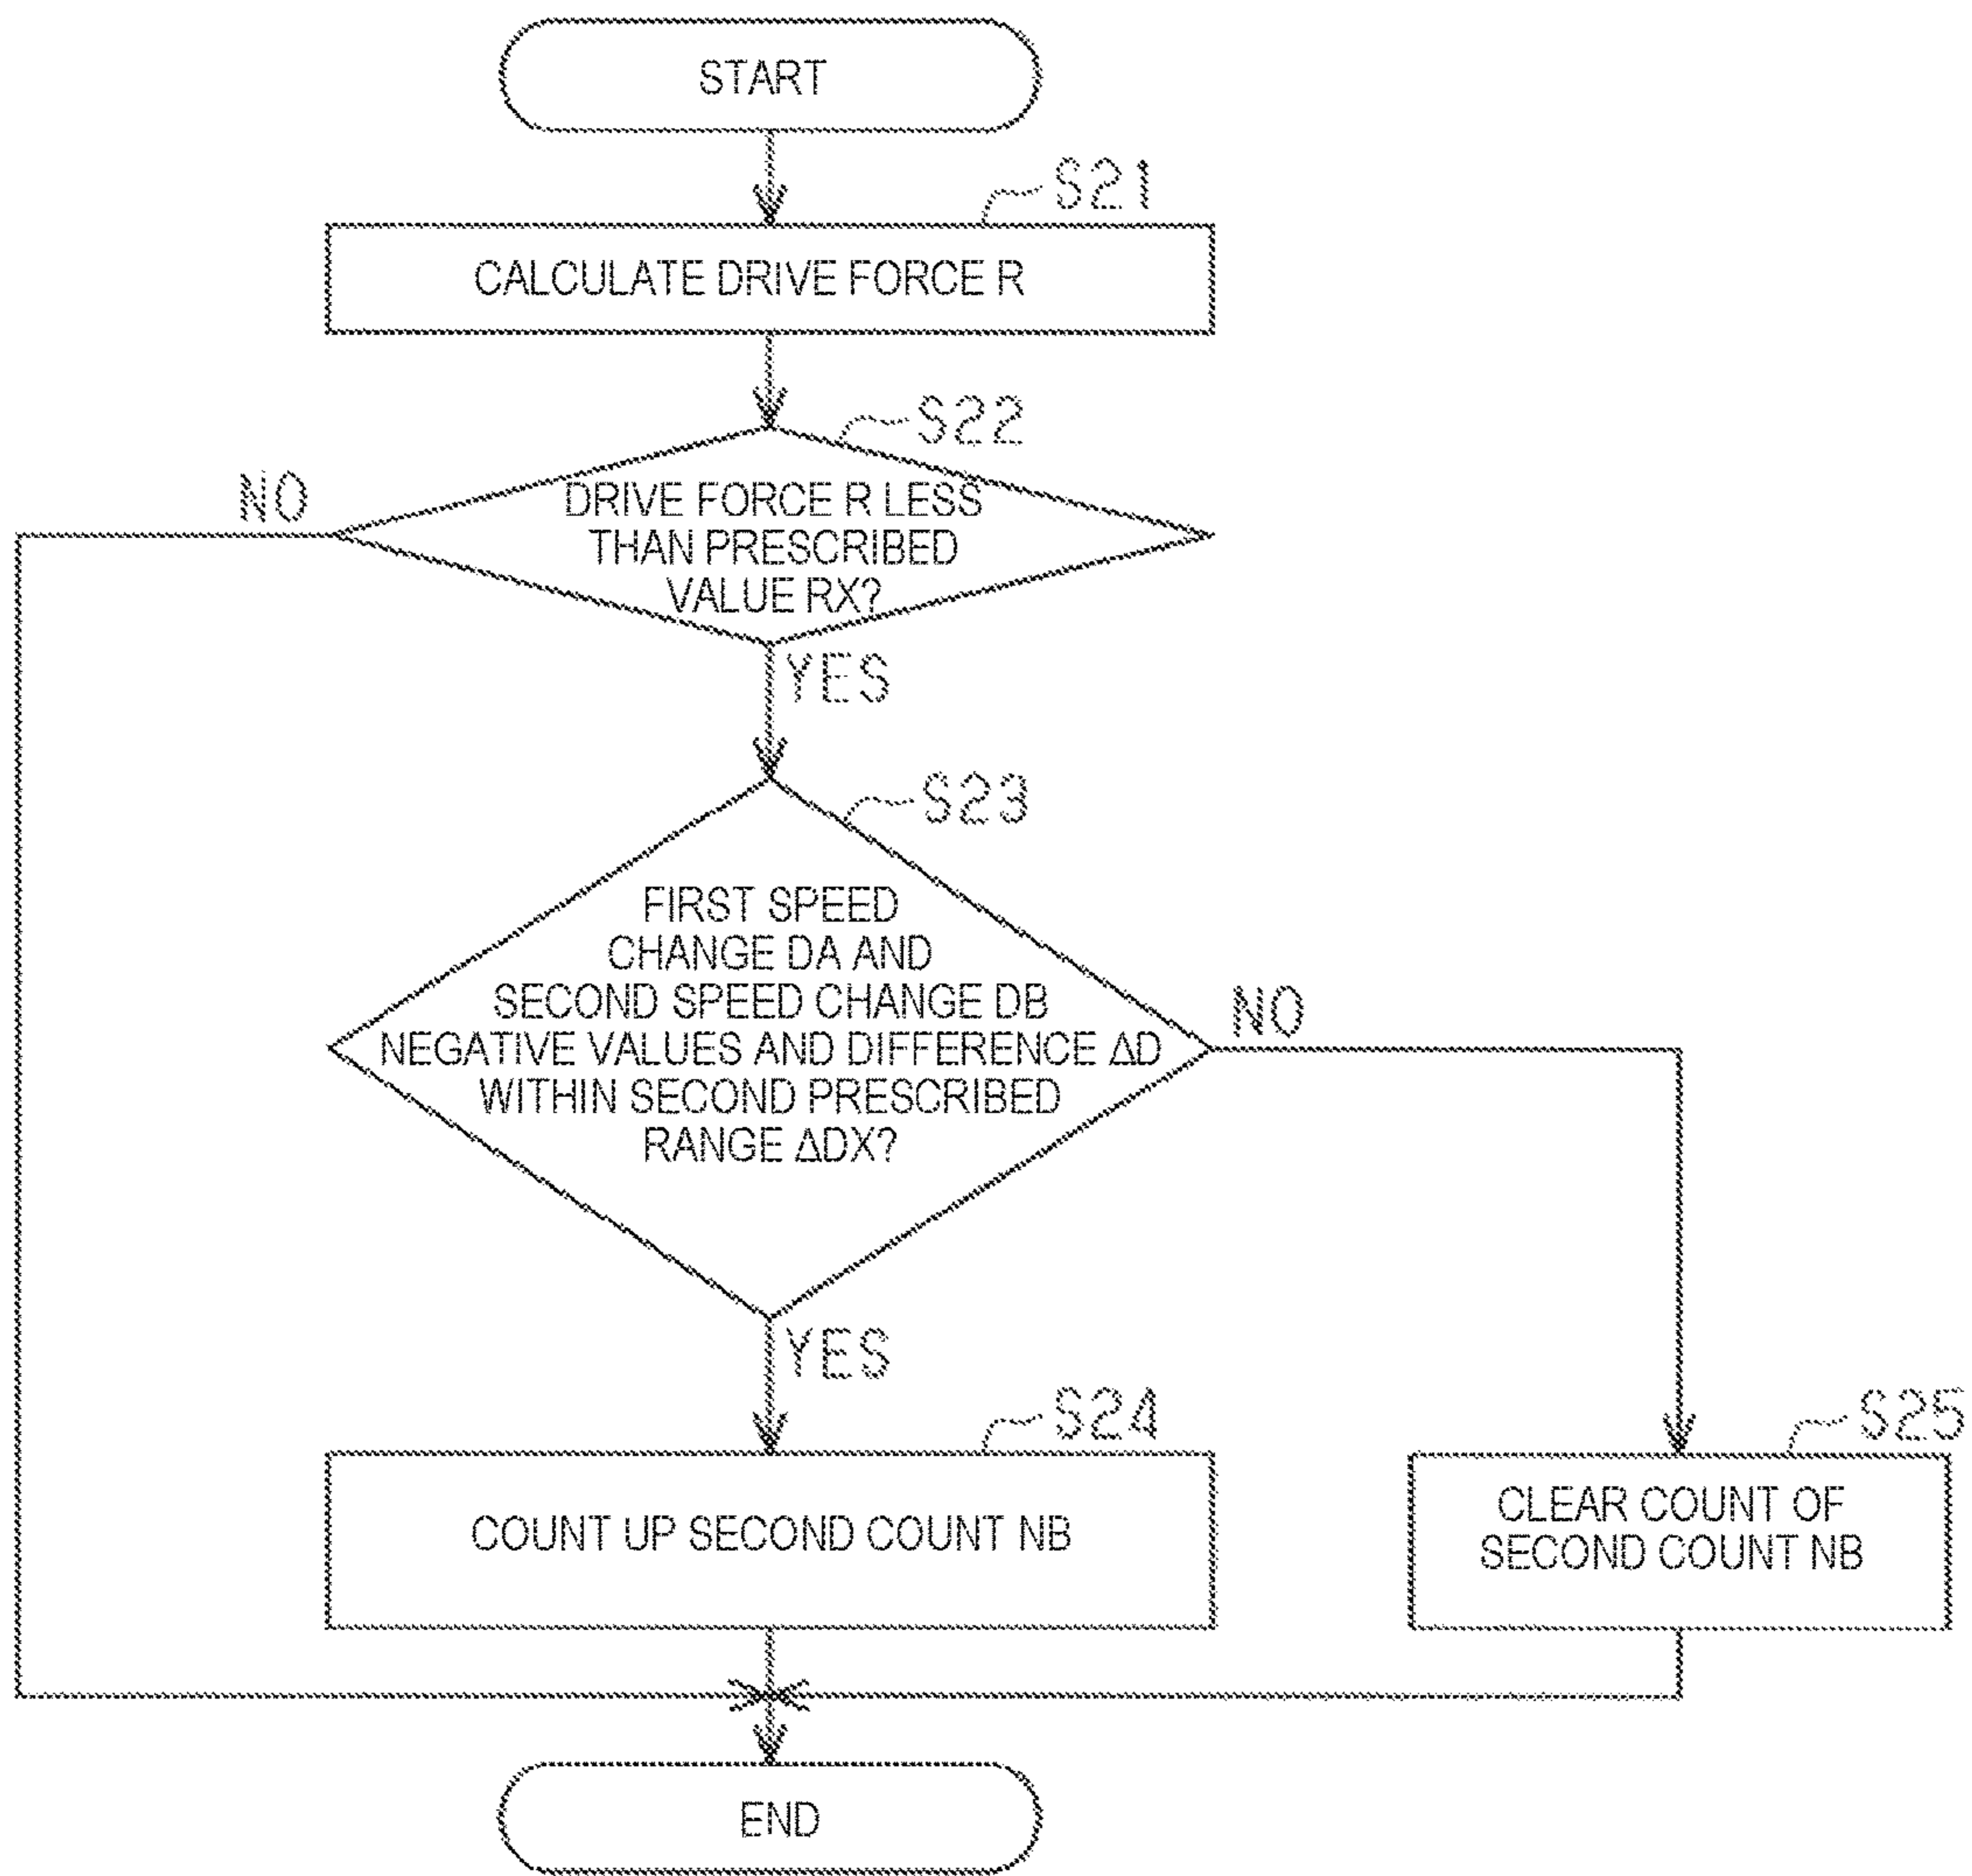 START
S21
CALCULATE DRIVE FORCE R
S22
NO
DRIVE FORCE R LESS
THAN PRESCRIBED
VALUE RX?
YES
S23
FIRST SPEED
CHANGE DA AND
SECOND SPEED CHANGE DB
NEGATIVE VALUES AND DIFFERENCE ΔD
WITHIN SECOND PRESCRIBED
RANGE ΔDX?
NO
YES
S24
COUNT UP SECOND COUNT NB
S25
CLEAR COUNT OF
SECOND COUNT NB
END